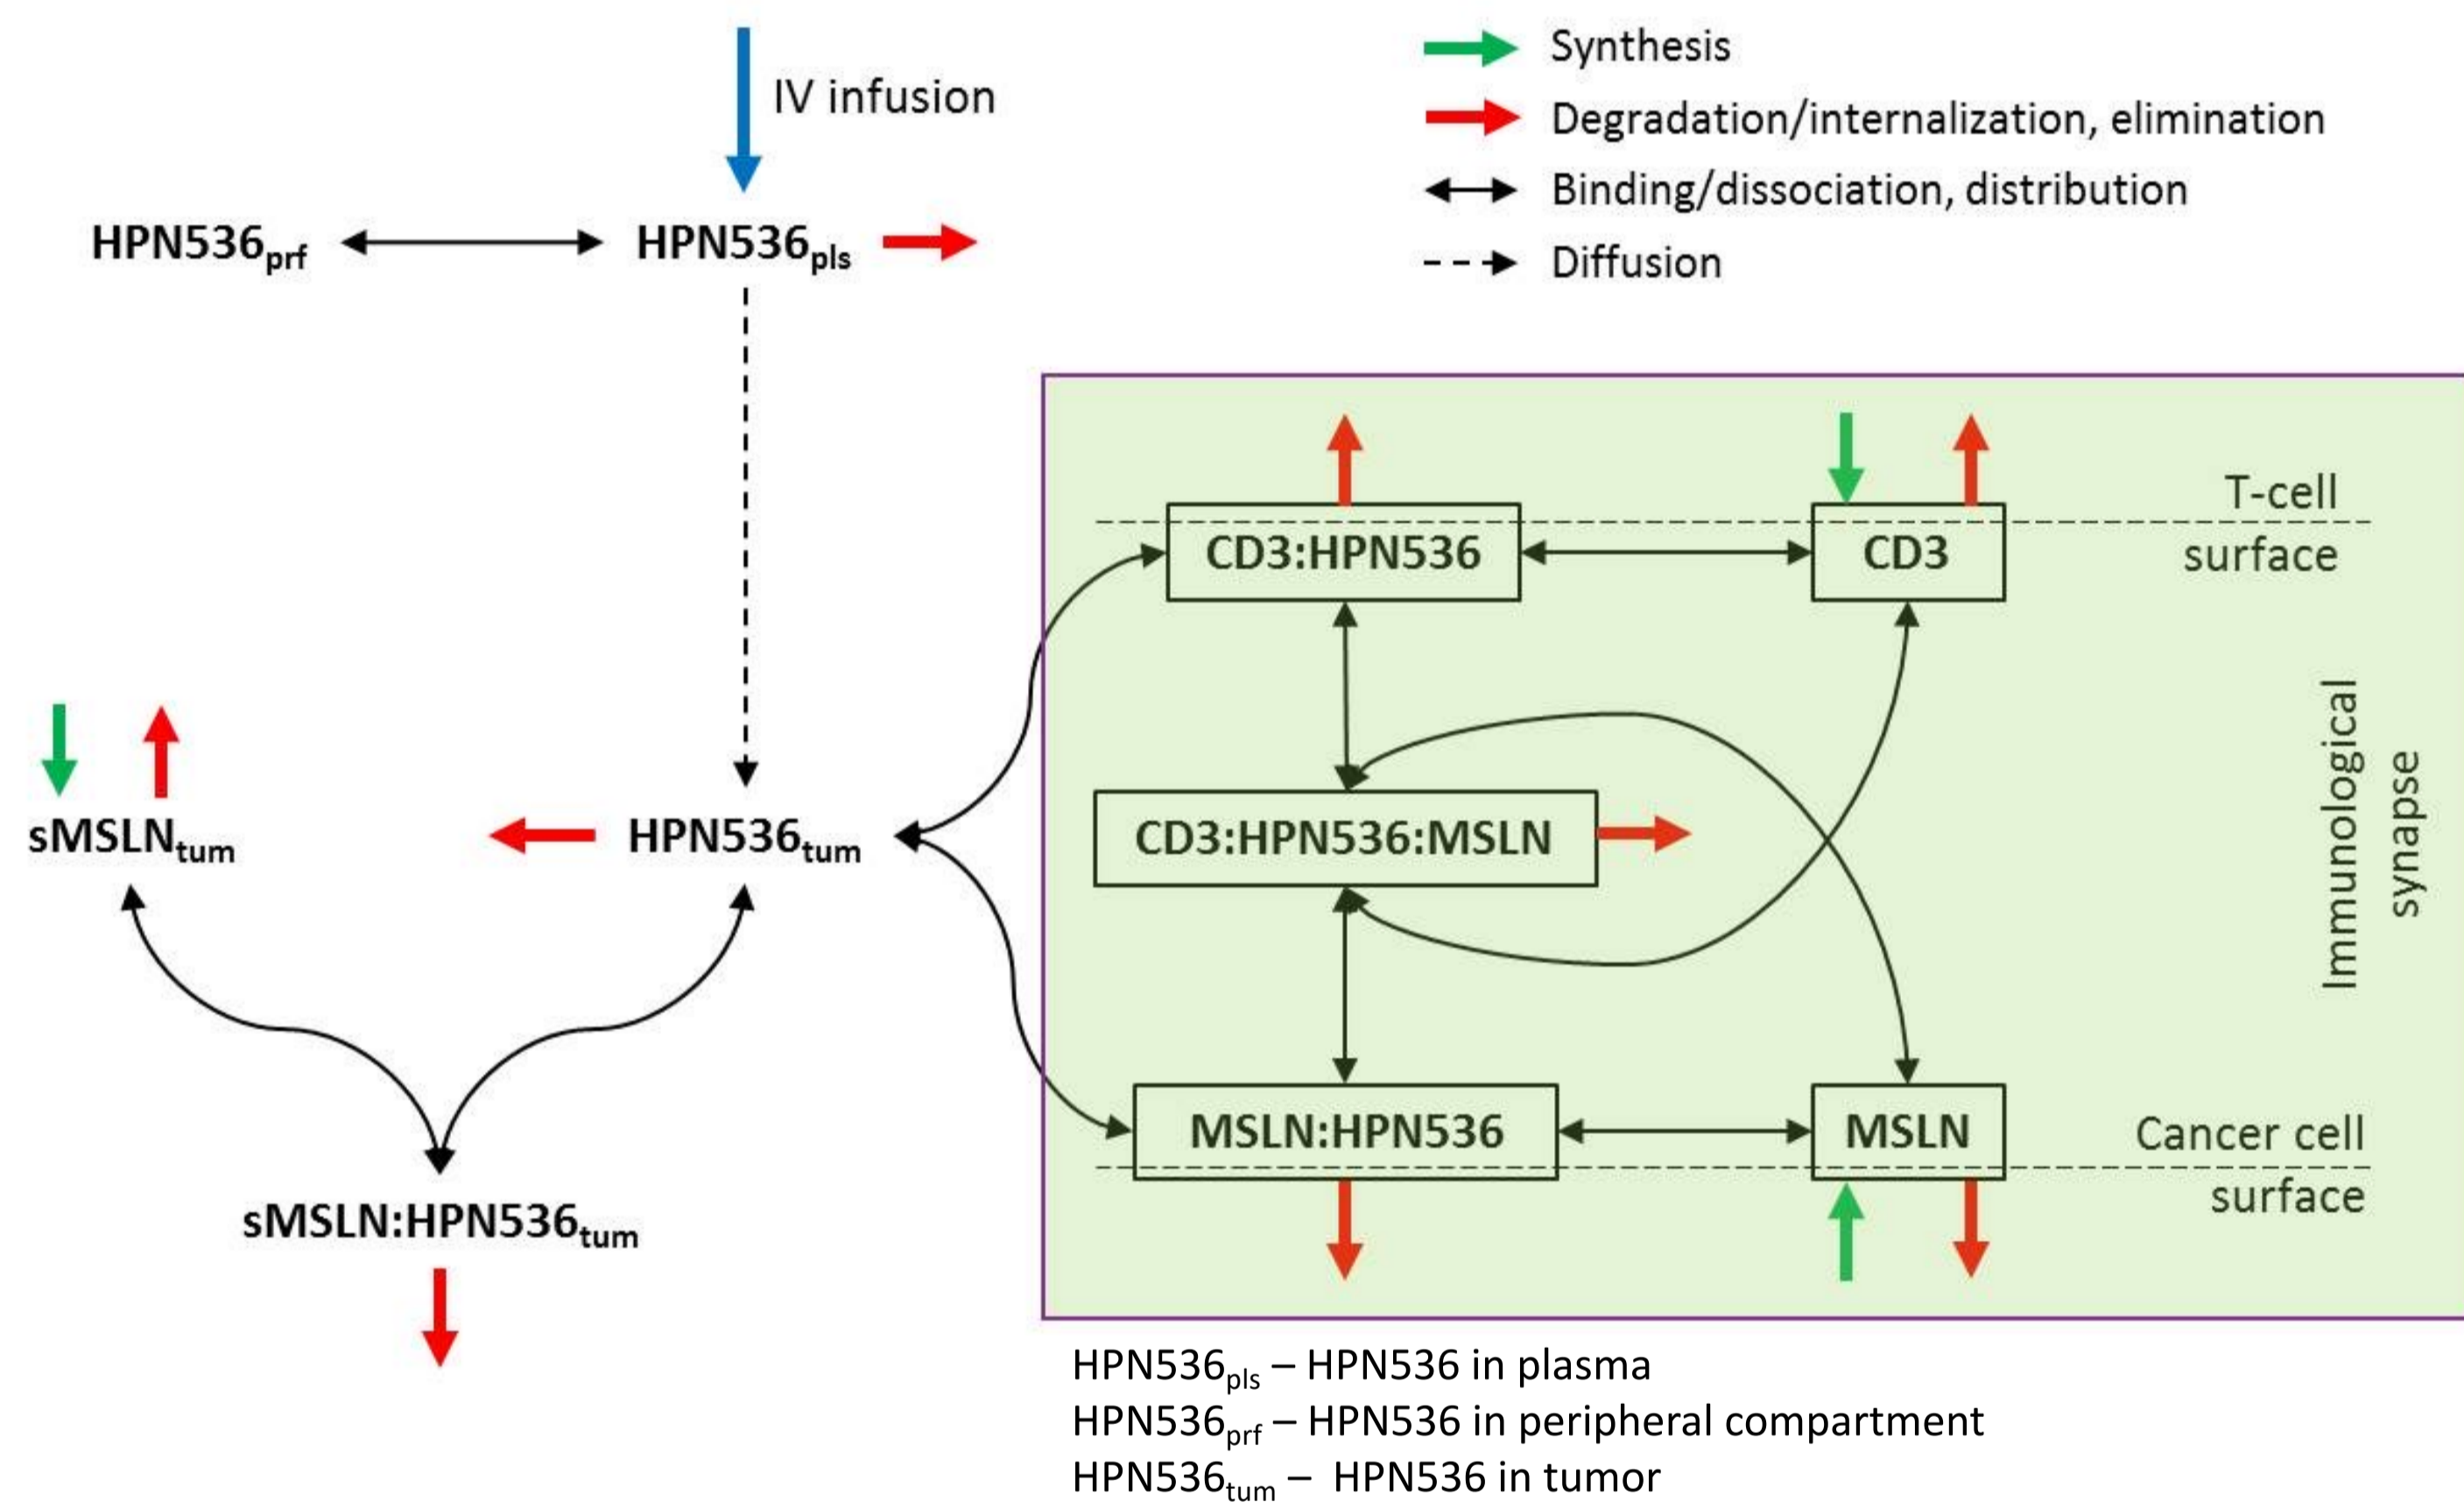 IV infusion
Synthesis
Degradation/internalization, elimination
Binding/dissociation, distribution
Diffusion
HPN536prf
HPN536pls
T-cell
surface
CD3:HPN536
CD3
Immunological
synapse
sMSLNtum
HPN536tum
CD3:HPN536:MSLN
MSLN:HPN536
MSLN
Cancer cell
surface
sMSLN:HPN536tum
HPN536pls – HPN536 in plasma
HPN536prf – HPN536 in peripheral compartment
HPN536tum – HPN536 in tumor